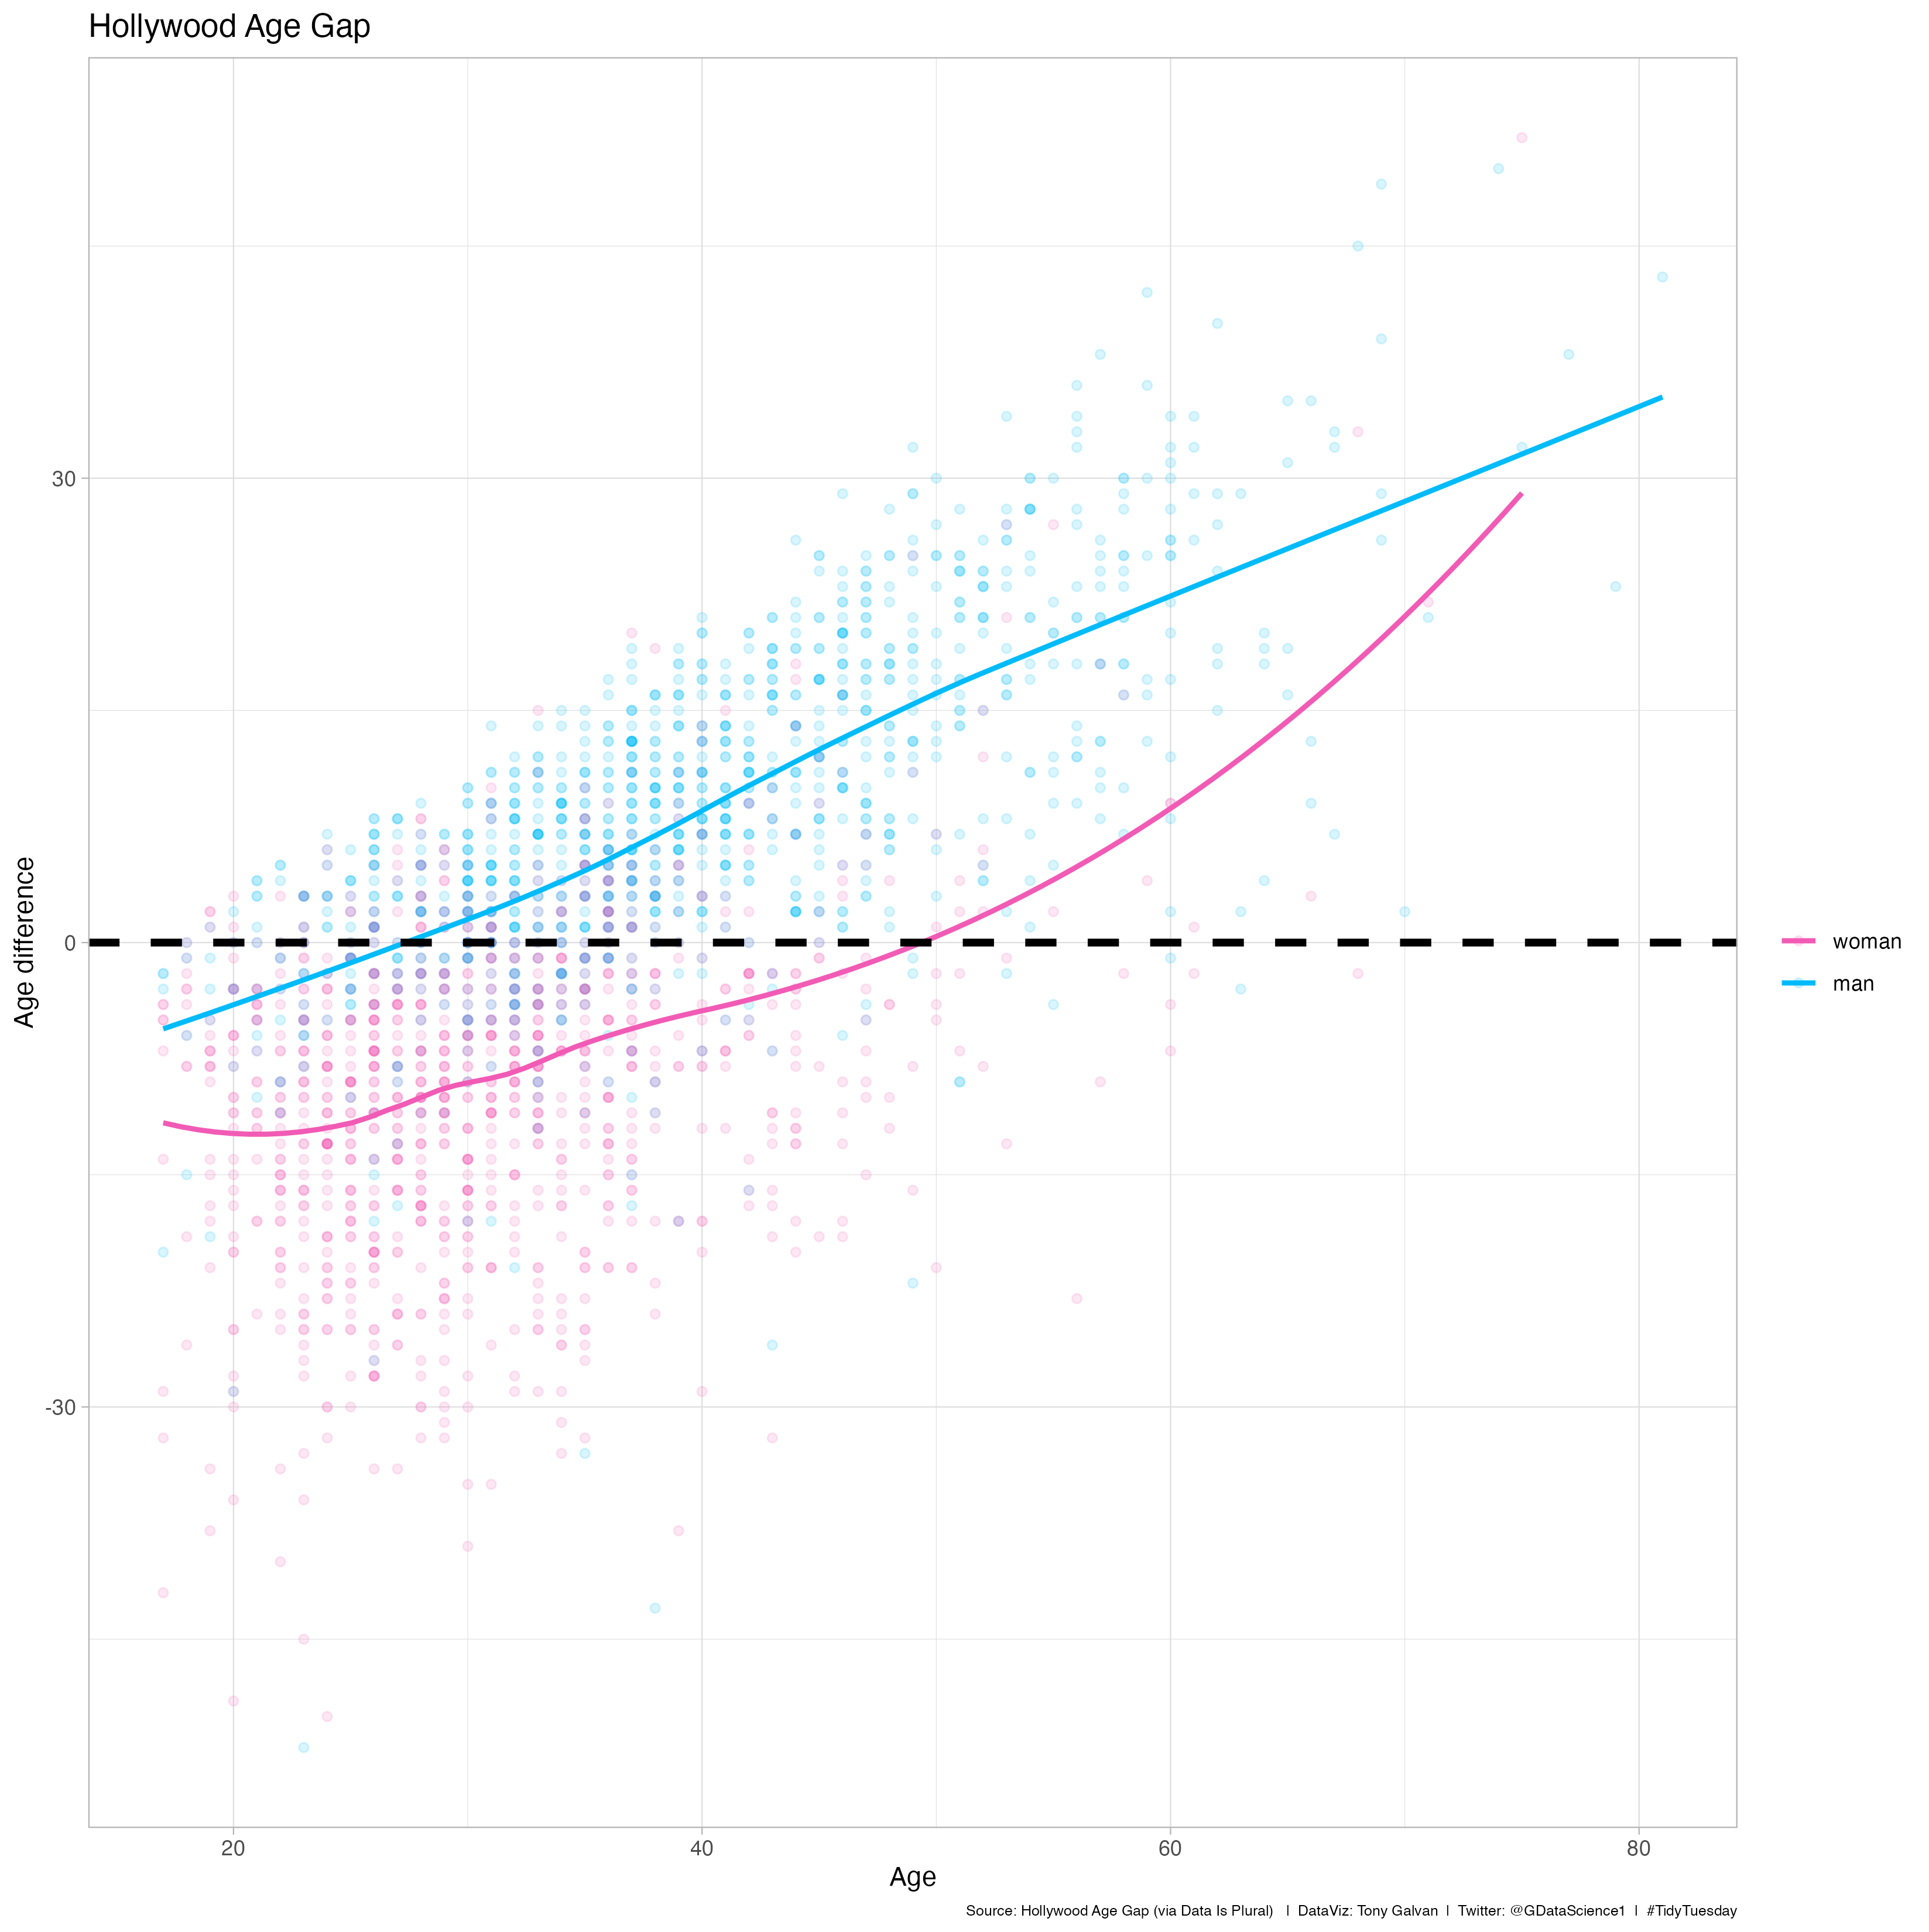 Hollywood Age Gap
Age difference
30
0
-30
20
40
60
80
Age
woman
man
Source: Hollywood Age Gap (via Data Is Plural) | DataViz: Tony Galvan | Twitter: @GDataScience1 | #TidyTuesday